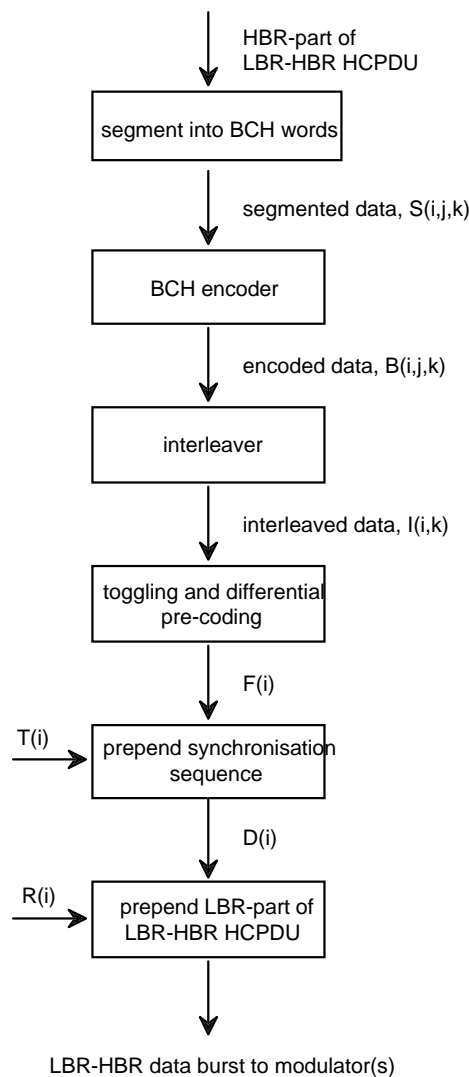 HBR-part of
LBR-HBR HCPDU
segment into BCH words
segmented data, S(i,j,k)
BCH encoder
encoded data, B(i,j,k)
interleaver
interleaved data, I(i,k)
toggling and differential
pre-coding
F(i)
T(i)
prepend synchronisation
sequence
D(i)
R(i)
prepend LBR-part of
LBR-HBR HCPDU
LBR-HBR data burst to modulator(s)